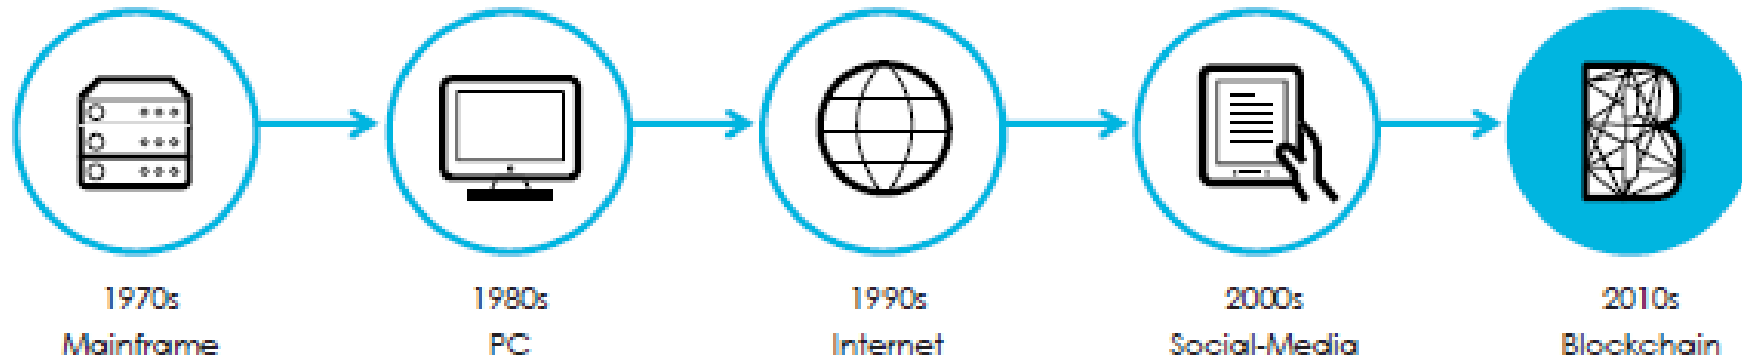 1970s
Mainframe
1980s
PC
1990s
Internet
2000s
Social-Media
2010s
Blockchain